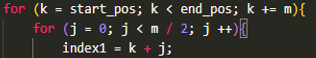 for (k = start_pos; k < end_pos; k += m){
for (j = 0; j < m / 2; j ++){
index1 = k + j;